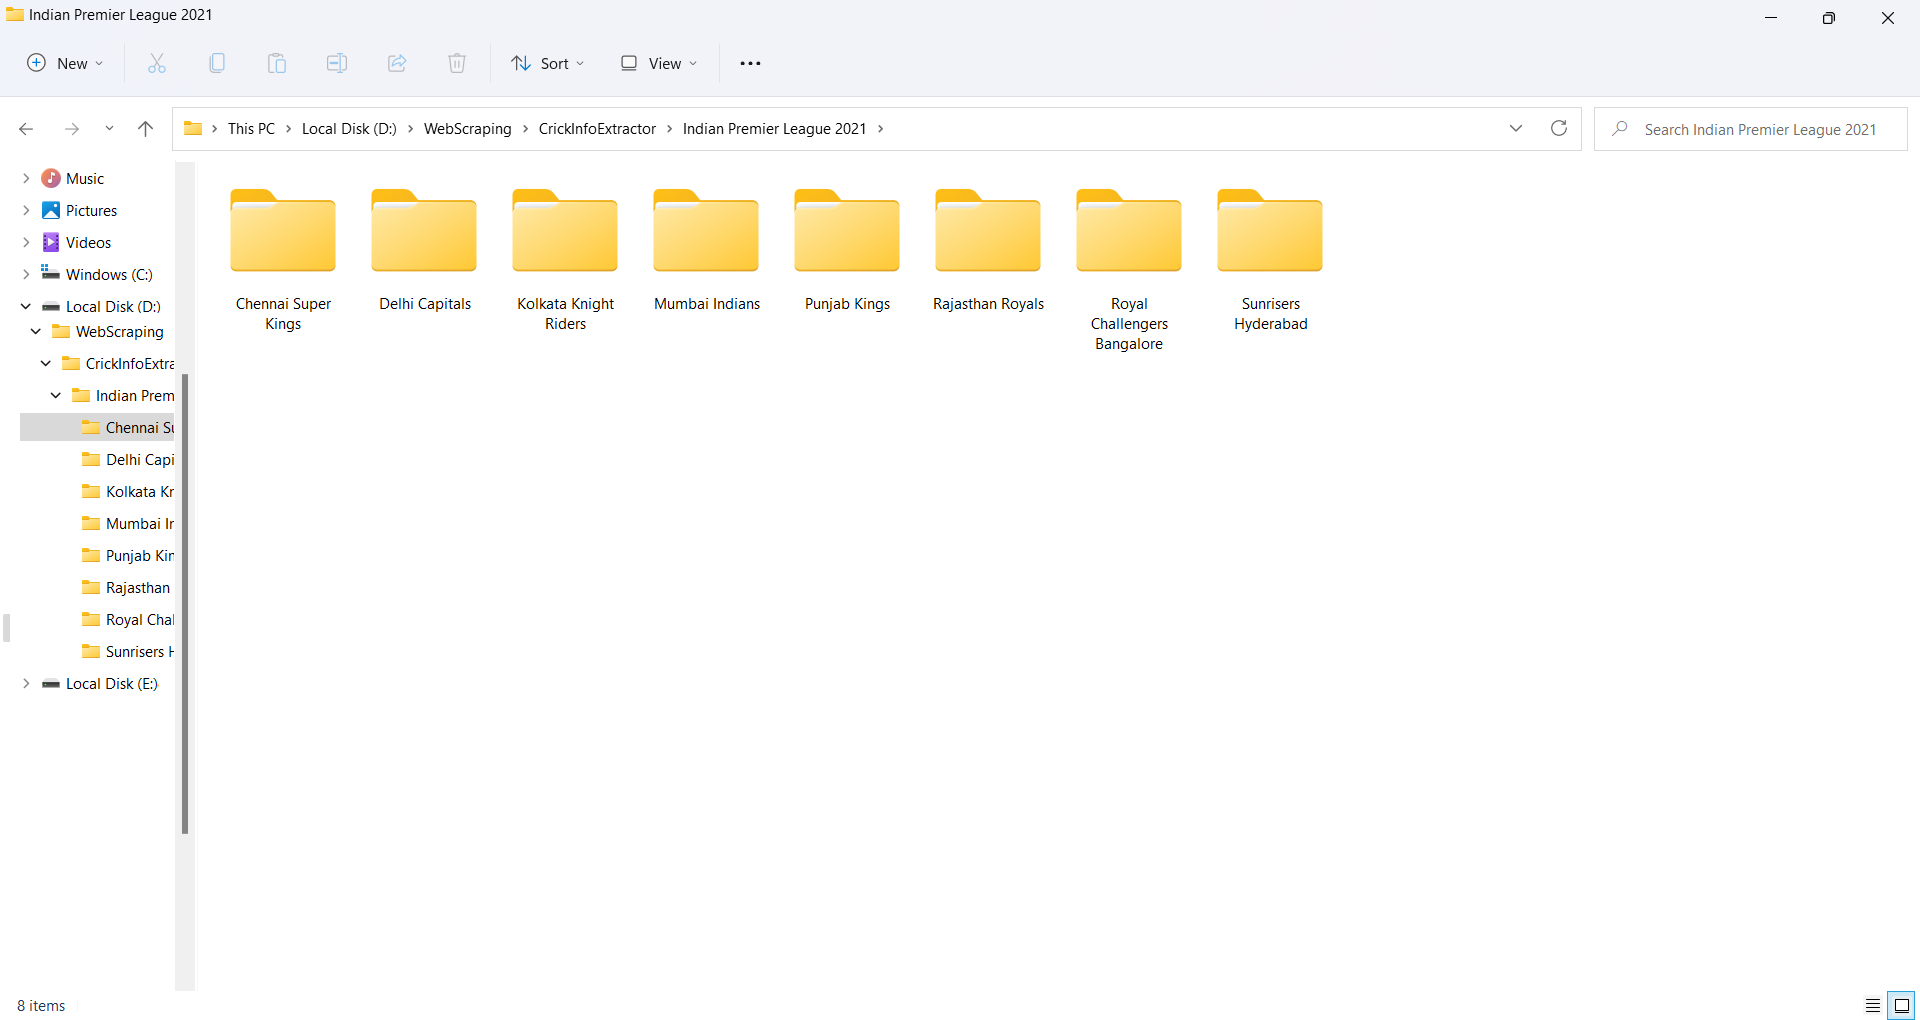 Indian Premier League 2021
New
Sort
View
This PC > Local Disk (D:) > WebScraping > CrickInfoExtractor > Indian Premier League 2021 >
Search Indian Premier League 2021
Music
Pictures
Videos
Windows (C:)
Local Disk (D:)
WebScraping
CrickInfoExtra
Indian Prem
Chennai Su
Delhi Capi
Kolkata Kn
Mumbai In
Punjab Kin
Rajasthan
Royal Chal
Sunrisers H
Local Disk (E:)
Chennai Super
Kings
Delhi Capitals
Kolkata Knight
Riders
Mumbai Indians
Punjab Kings
Rajasthan Royals
Royal
Challengers
Bangalore
Sunrisers
Hyderabad
8 items